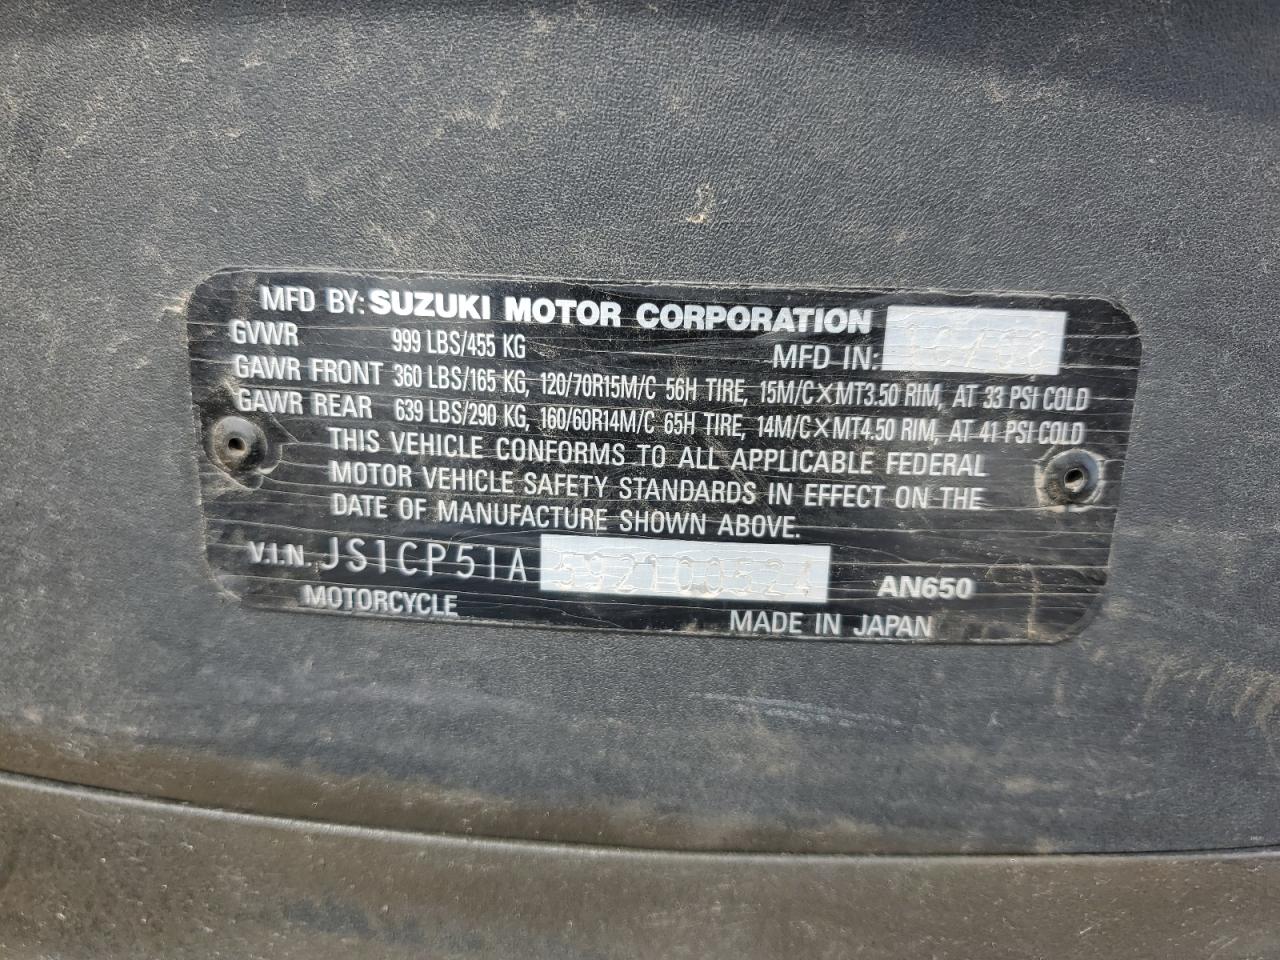 MFD BY: SUZUKI MOTOR CORPORATION
GVWR 999 LBS/455 KG MFD IN: 10/08
GAWR FRONT 360 LBS/165 KG, 120/70R15M/C 56H TIRE, 15M/C×MT3.50 RIM, AT 33 PSI COLD
GAWR REAR 639 LBS/290 KG, 160/60R14M/C 65H TIRE, 14M/C×MT4.50 RIM, AT 41 PSI COLD
THIS VEHICLE CONFORMS TO ALL APPLICABLE FEDERAL
MOTOR VEHICLE SAFETY STANDARDS IN EFFECT ON THE
DATE OF MANUFACTURE SHOWN ABOVE.
V.I.N. JS1CP51A592100524 AN650
MOTORCYCLE MADE IN JAPAN